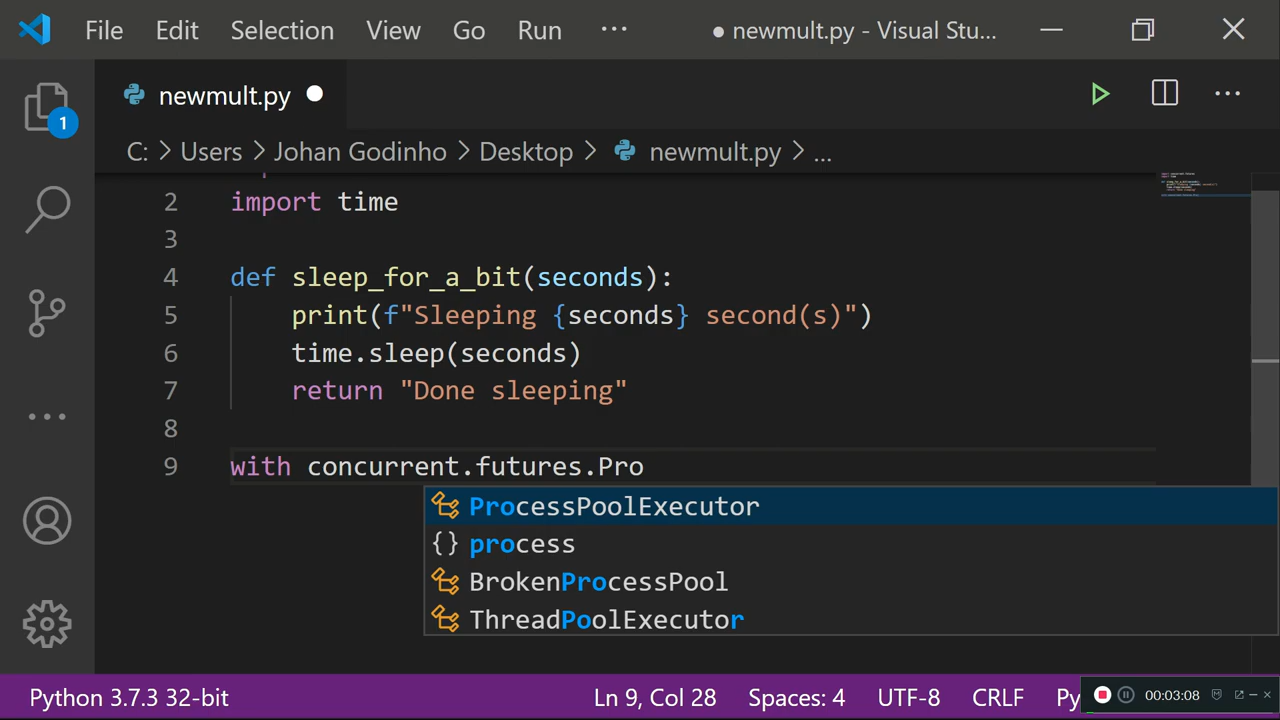 File Edit Selection View Go Run ··· ● newmult.py - Visual Stu...
newmult.py
C: > Users > Johan Godinho > Desktop > newmult.py > ...
1
2 import time
3
4 def sleep_for_a_bit(seconds):
5 print(f"Sleeping {seconds} second(s)")
6 time.sleep(seconds)
7 return "Done sleeping"
8
9 with concurrent.futures.Pro
ProcessPoolExecutor
{} process
BrokenProcessPool
ThreadPoolExecutor
Python 3.7.3 32-bit Ln 9, Col 28 Spaces: 4 UTF-8 CRLF Py 00:03:08